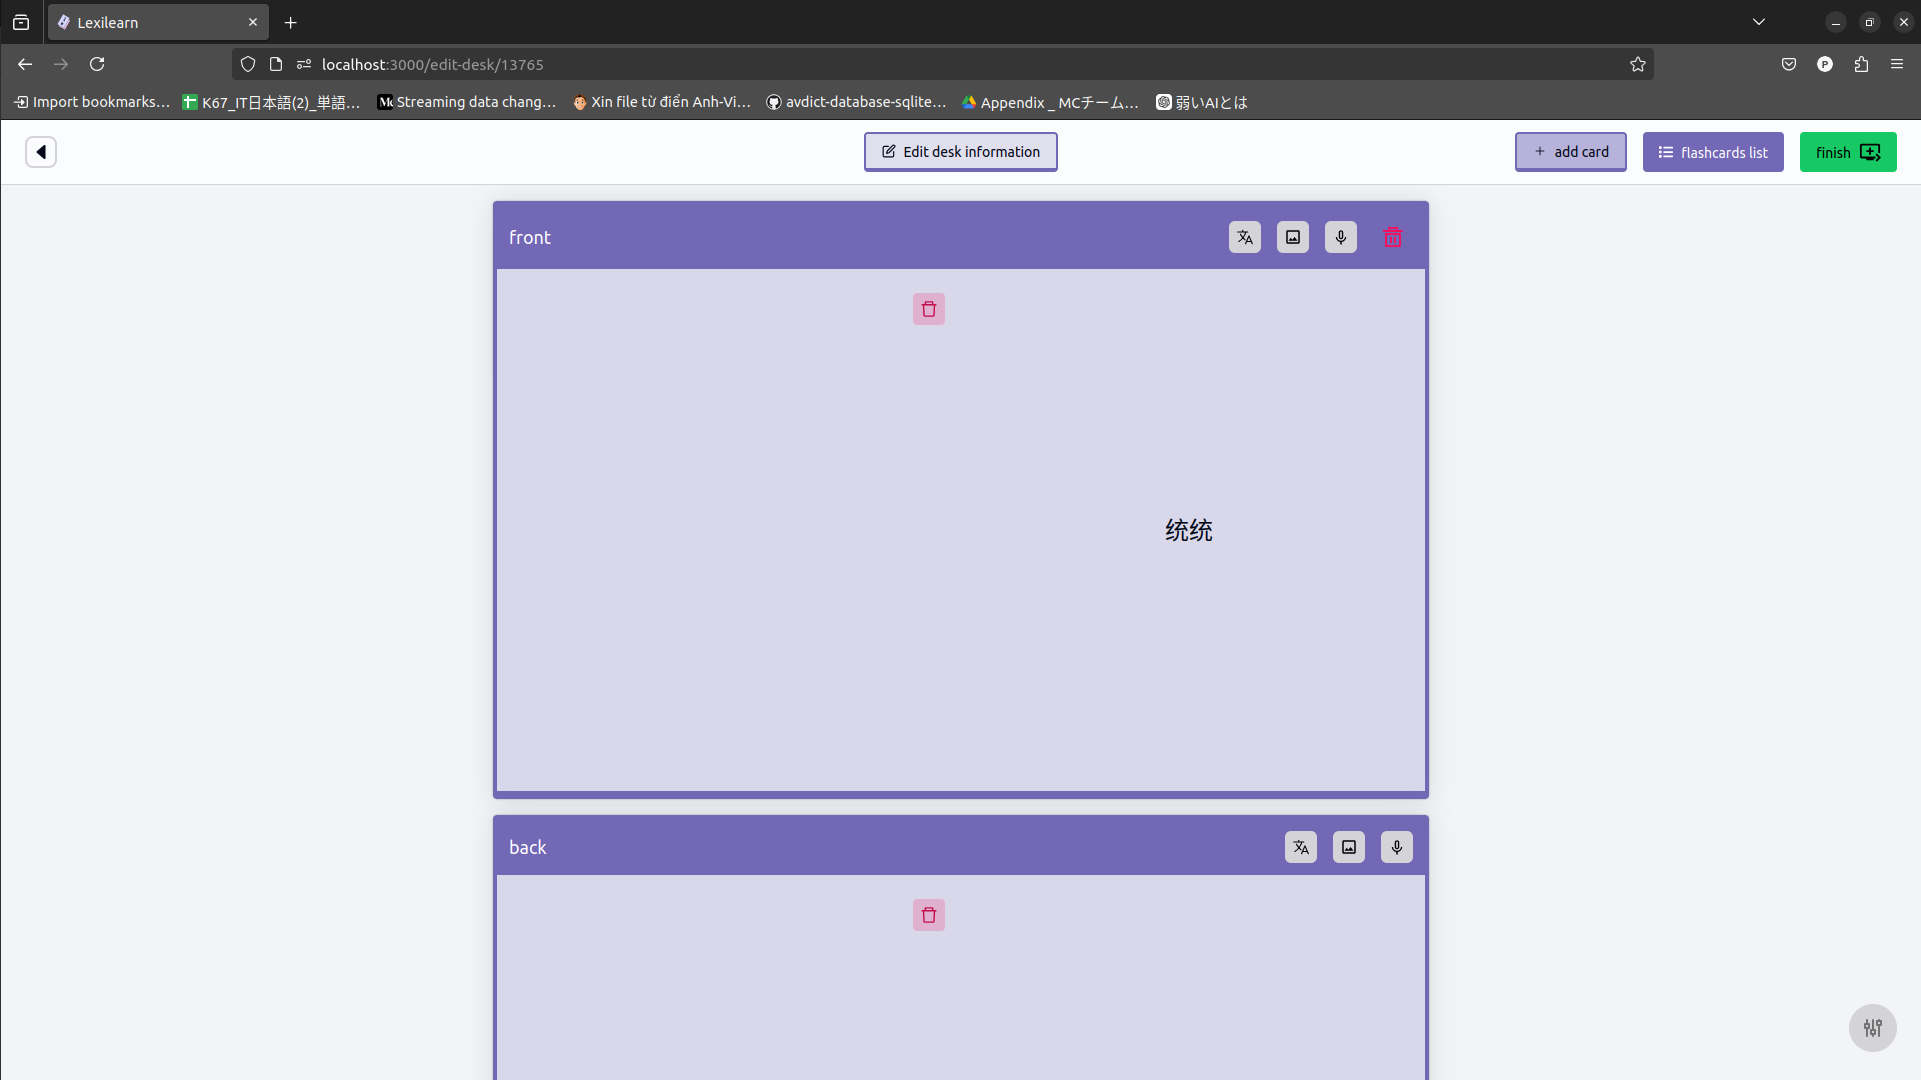 Lexilearn
localhost:3000/edit-desk/13765
P
Import bookmarks…
K67_IT日本語(2)_単語…
Streaming data chang…
Xin file từ điển Anh-Vi…
avdict-database-sqlite…
Appendix _ MCチーム…
弱いAIとは
Edit desk information
add card
flashcards list
finish
front
统统
back